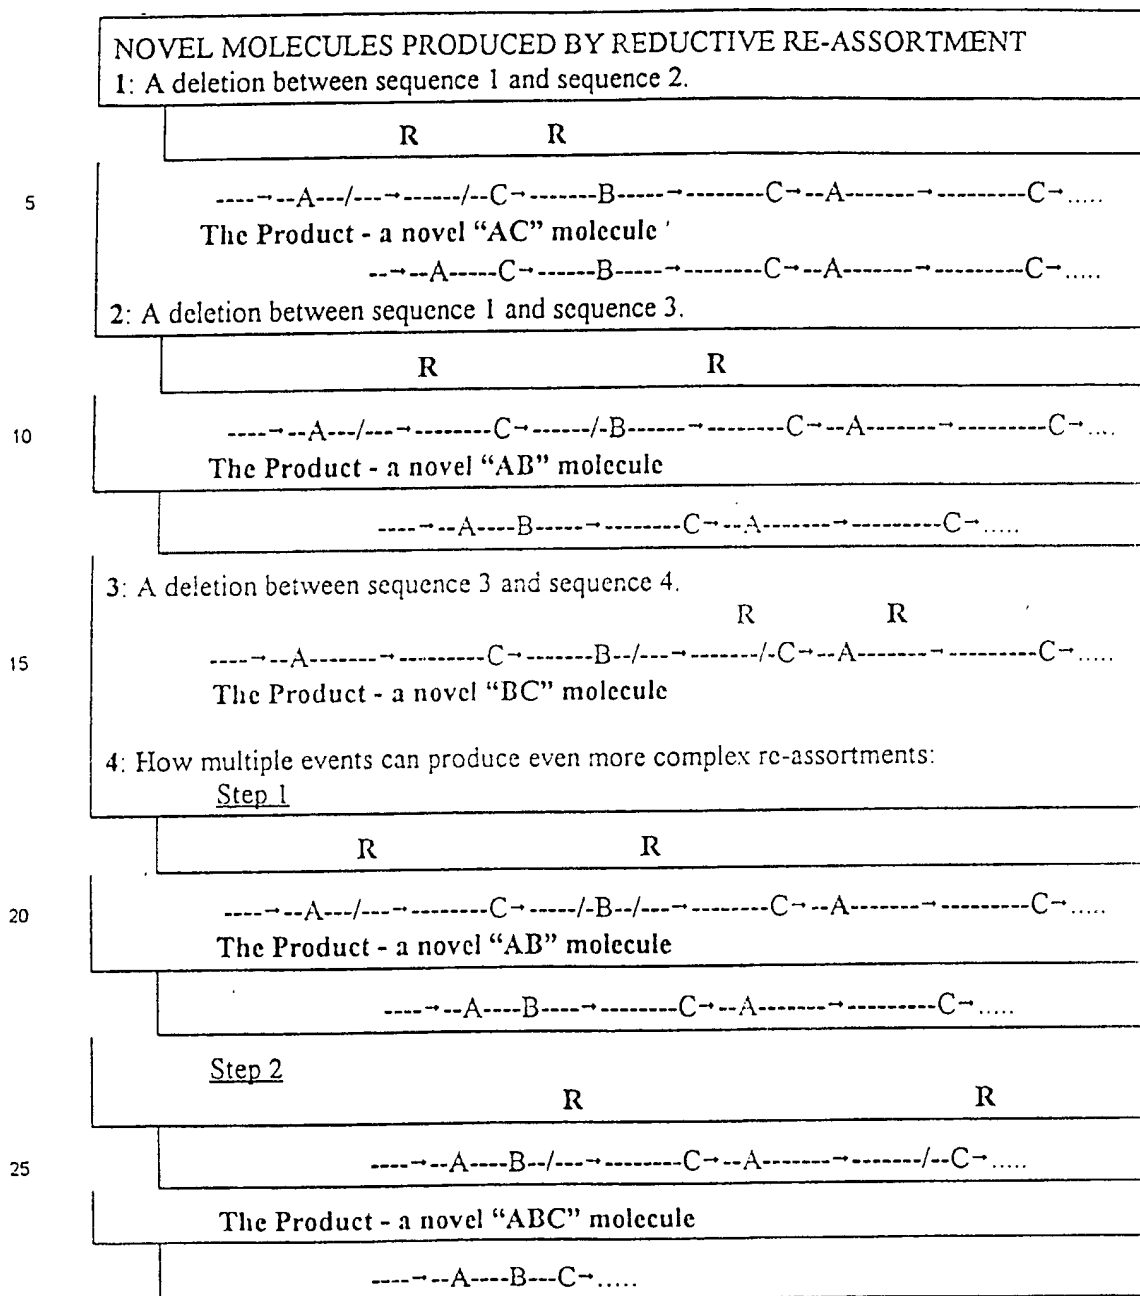 NOVEL MOLECULES PRODUCED BY REDUCTIVE RE-ASSORTMENT
1: A deletion between sequence 1 and sequence 2.
R R
5 ----→--A---/---→------/--C→-------B-----→--------C→--A-------→---------C→.....
The Product - a novel "AC" molecule
--→--A-----C→------B-----→--------C→--A-------→---------C→.....
2: A deletion between sequence 1 and sequence 3.
R R
10 ----→--A---/---→---------C→------/-B------→--------C→--A-------→---------C→....
The Product - a novel "AB" molecule
----→--A----B-----→--------C→--A-------→---------C→.....
3: A deletion between sequence 3 and sequence 4.
R R
15 ----→--A-------→---------C→-------B--/---→-------/-C→--A-------→---------C→.....
The Product - a novel "BC" molecule
4: How multiple events can produce even more complex re-assortments:
Step 1
R R
20 ----→--A---/---→---------C→-----/-B--/---→--------C→--A-------→---------C→.....
The Product - a novel "AB" molecule
----→--A----B----→--------C→--A-------→---------C→.....
Step 2
R R
25 ----→--A----B--/---→--------C→--A-------→-------/--C→.....
The Product - a novel "ABC" molecule
----→--A----B---C→.....